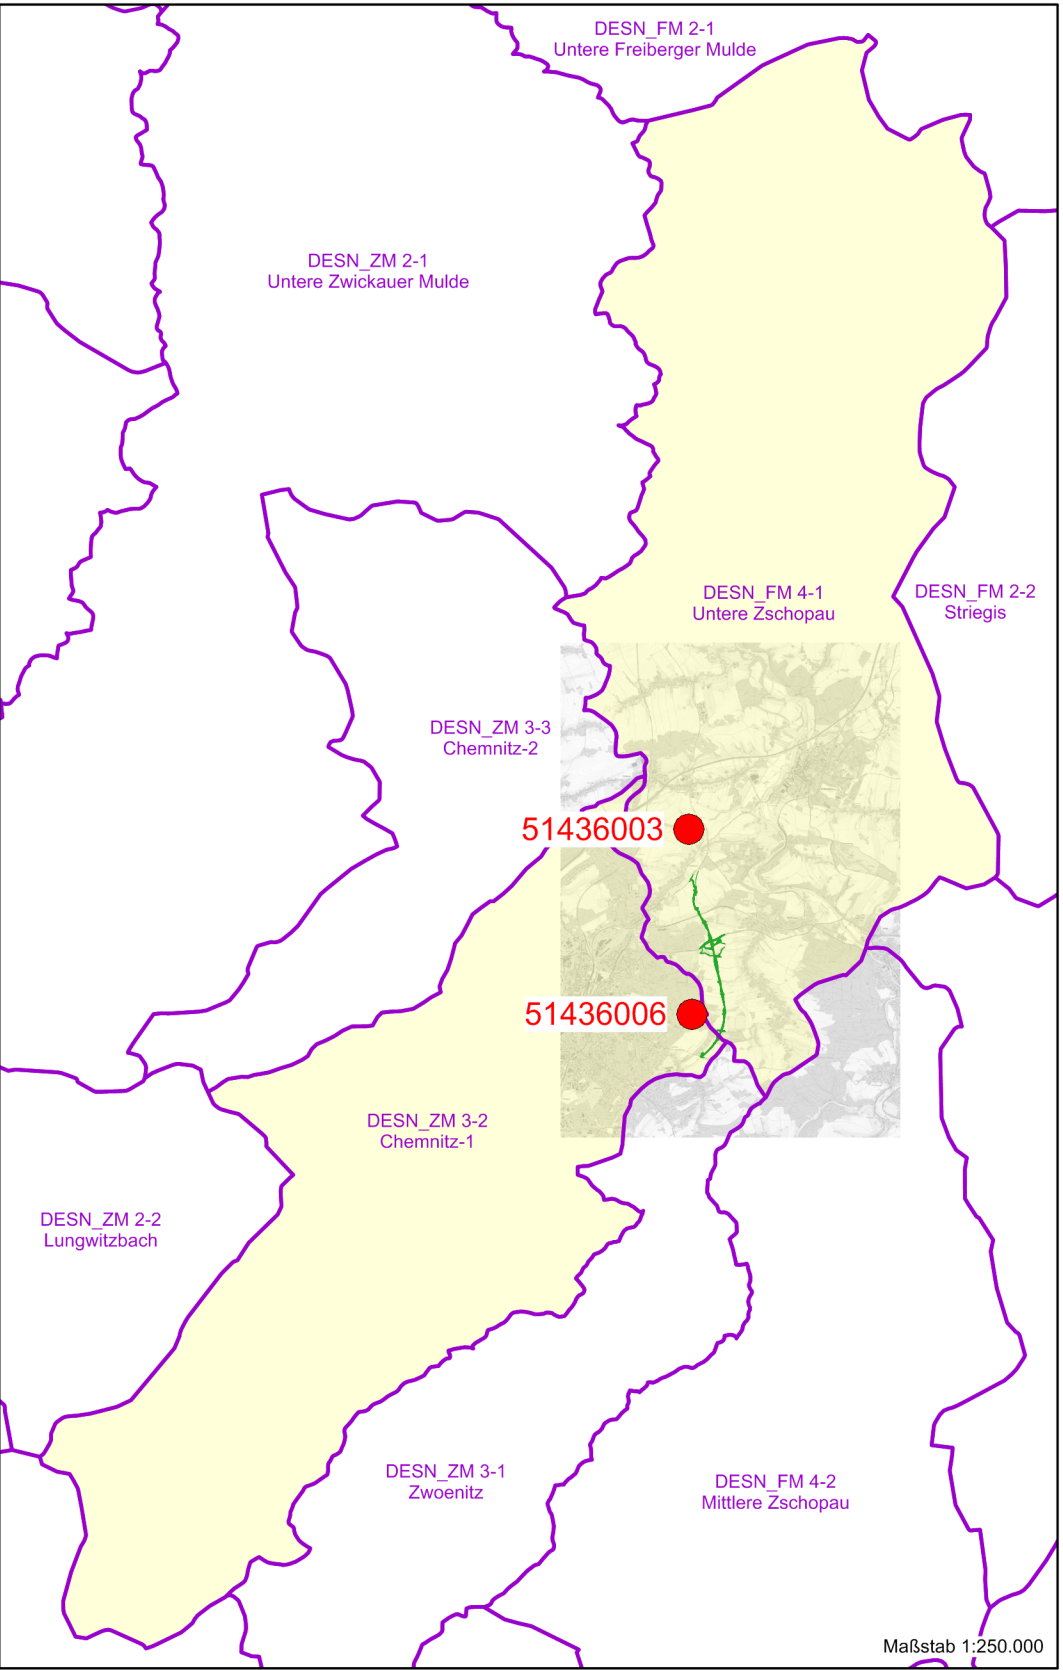 DESN_FM 2-1
Untere Freiberger Mulde
DESN_ZM 2-1
Untere Zwickauer Mulde
DESN_FM 4-1
Untere Zschopau
DESN_FM 2-2
Striegis
DESN_ZM 3-3
Chemnitz-2
51436003
51436006
DESN_ZM 3-2
Chemnitz-1
DESN_ZM 2-2
Lungwitzbach
DESN_ZM 3-1
Zwoenitz
DESN_FM 4-2
Mittlere Zschopau
Maßstab 1:250.000